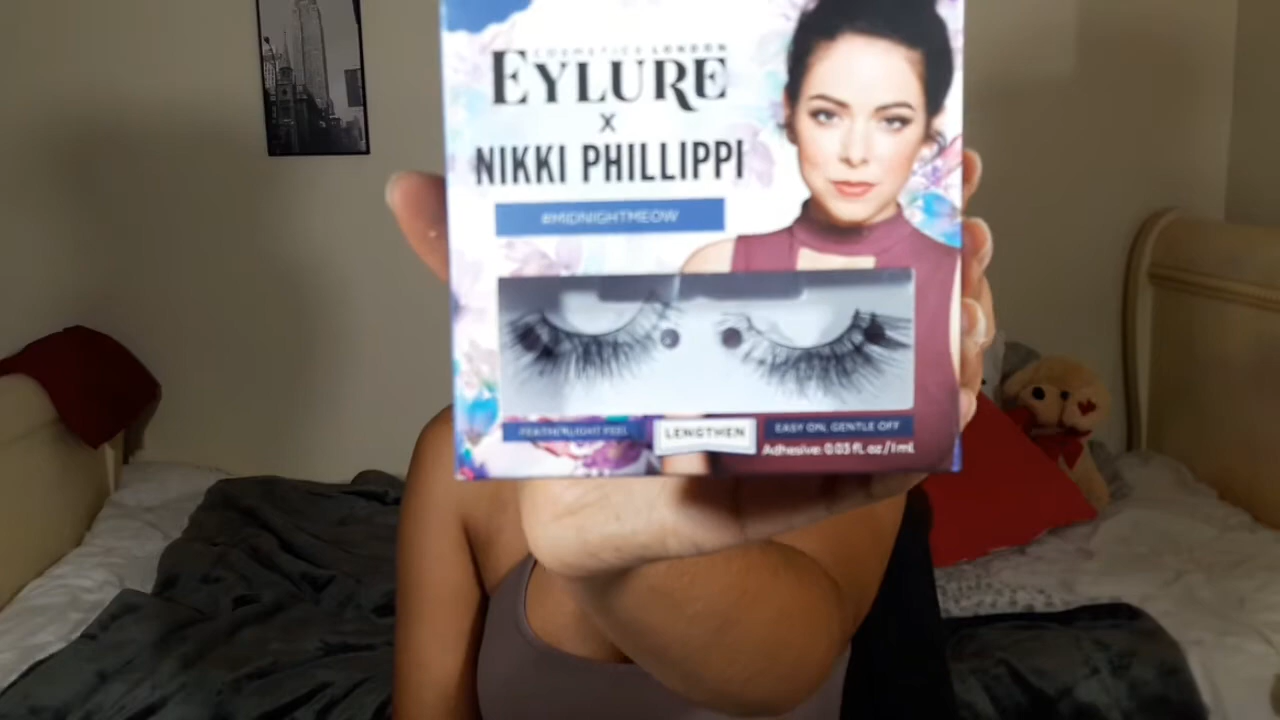 COSMETICS LONDON
EYLURE
X
NIKKI PHILLIPPI
#MIDNIGHTMEOW
FEATHERLIGHT FEEL
LENGTHEN
EASY ON, GENTLE OFF
Adhesive: 0.03 fl. oz/1ml